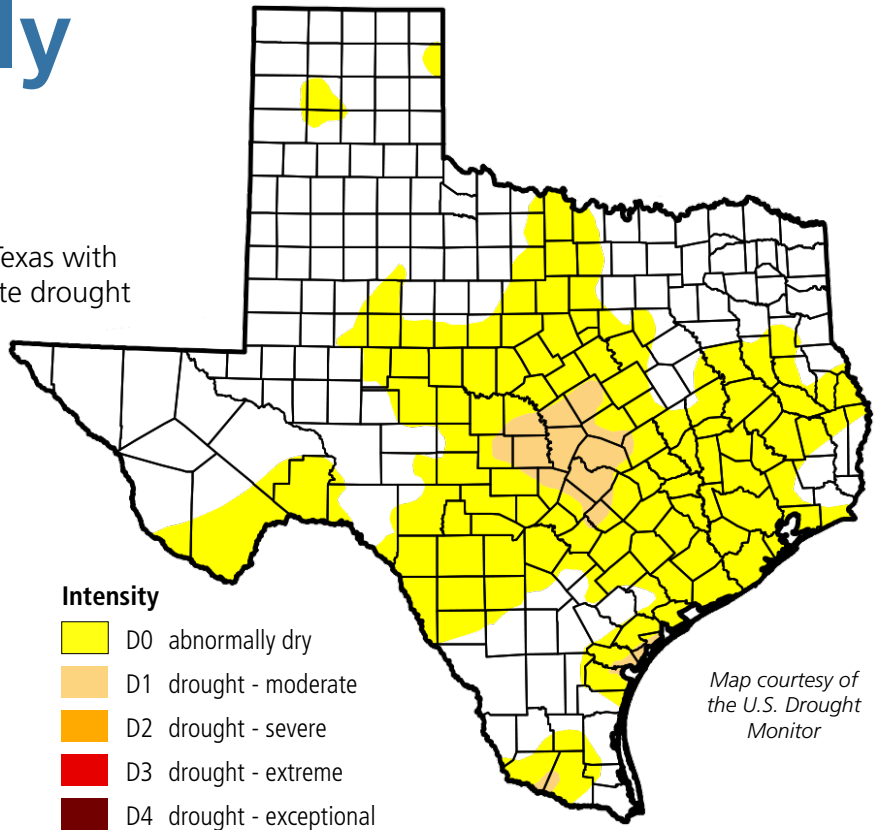 ly
Texas with
te drought
Intensity
D0 abnormally dry
D1 drought - moderate
D2 drought - severe
D3 drought - extreme
D4 drought - exceptional
Map courtesy of
the U.S. Drought
Monitor